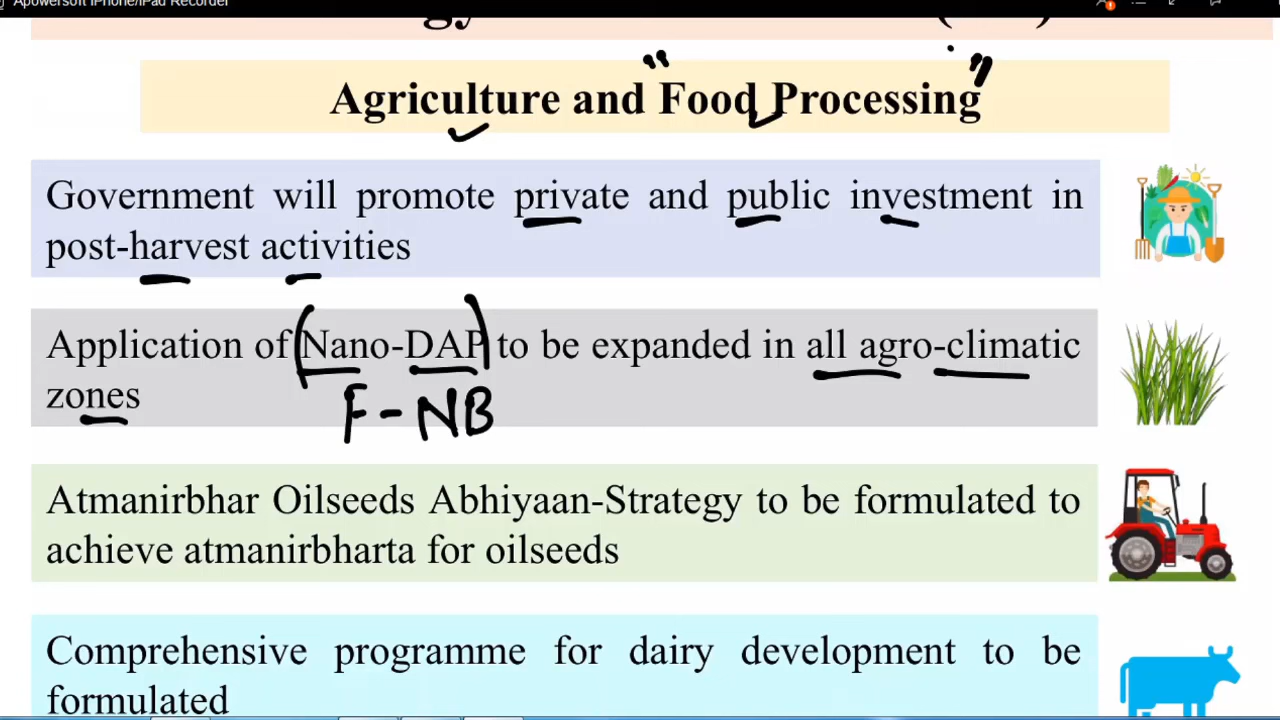 Apowersoft iPhone/iPad Recorder
"
"
Agriculture and Food Processing
Government will promote private and public investment in
post-harvest activities
Application of (Nano-DAP) to be expanded in all agro-climatic
zones
F - NB
Atmanirbhar Oilseeds Abhiyaan-Strategy to be formulated to
achieve atmanirbharta for oilseeds
Comprehensive programme for dairy development to be
formulated